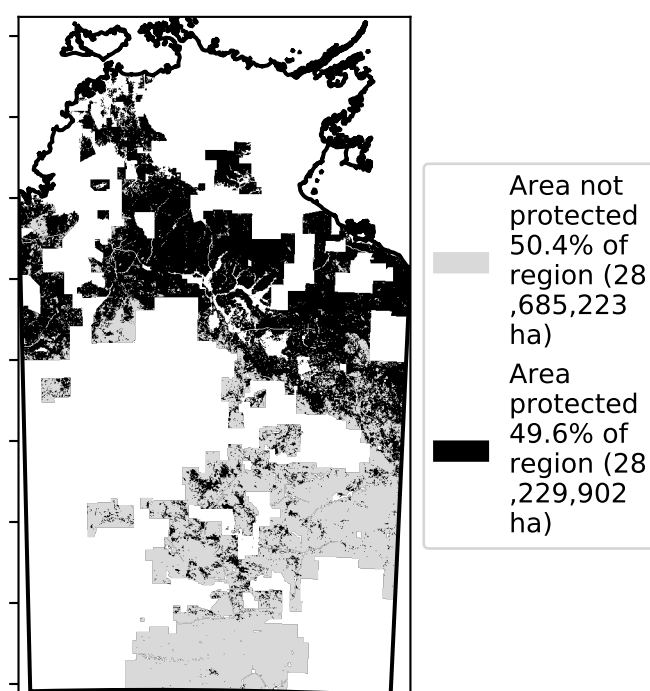 Area not
protected
50.4% of
region (28
,685,223
ha)
Area
protected
49.6% of
region (28
,229,902
ha)